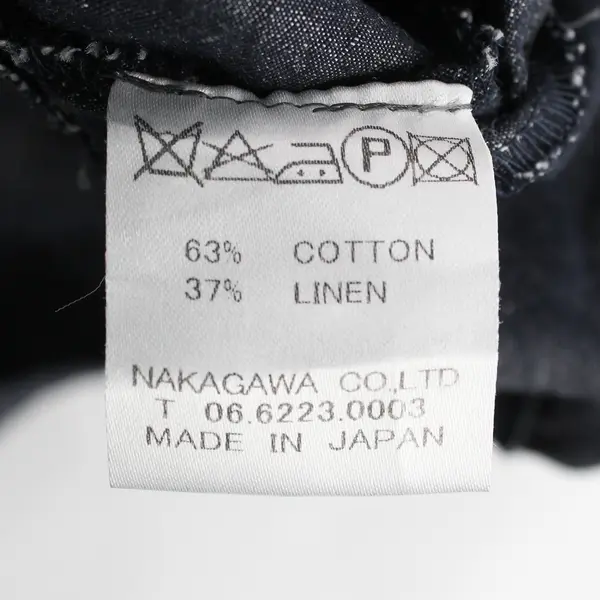 P
63% COTTON
37% LINEN
NAKAGAWA CO.,LTD
T 06.6223.0003
MADE IN JAPAN